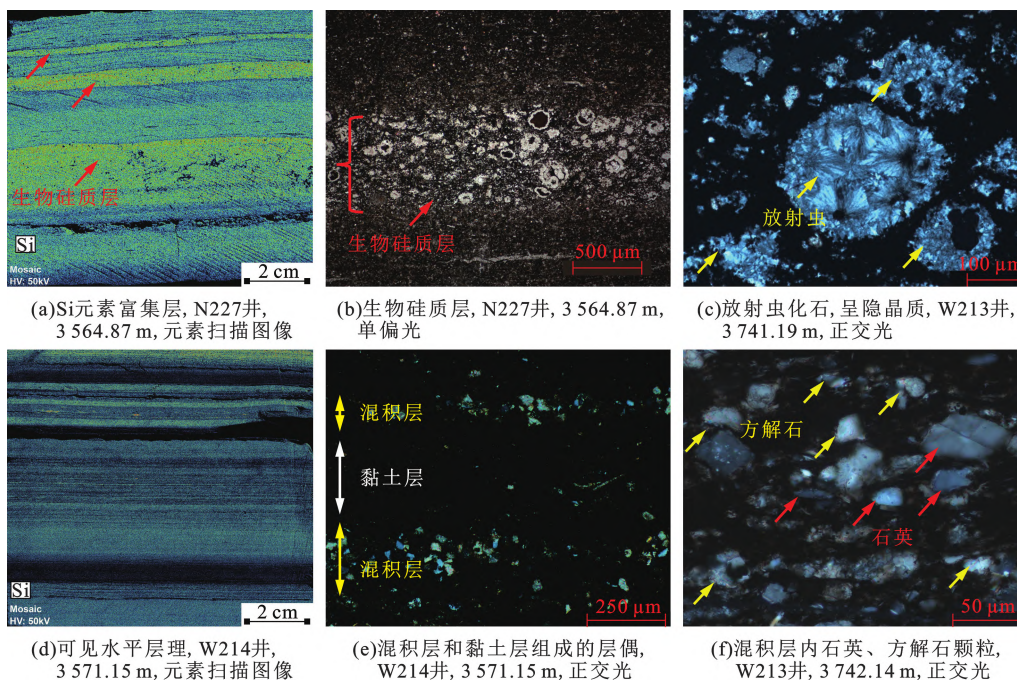 生物硅质层
Si
Mosaic
HV: 50kV
2 cm
生物硅质层
500 μm
放射虫
100 μm
(a)Si元素富集层, N227井,
3 564.87 m, 元素扫描图像
(b)生物硅质层, N227井, 3 564.87 m,
单偏光
(c)放射虫化石, 呈隐晶质, W213井,
3 741.19 m, 正交光
Si
Mosaic
HV: 50kV
2 cm
混积层
黏土层
混积层
250 μm
方解石
石英
50 μm
(d)可见水平层理, W214井,
3 571.15 m, 元素扫描图像
(e)混积层和黏土层组成的层偶,
W214井, 3 571.15 m, 正交光
(f)混积层内石英、方解石颗粒,
W213井, 3 742.14 m, 正交光